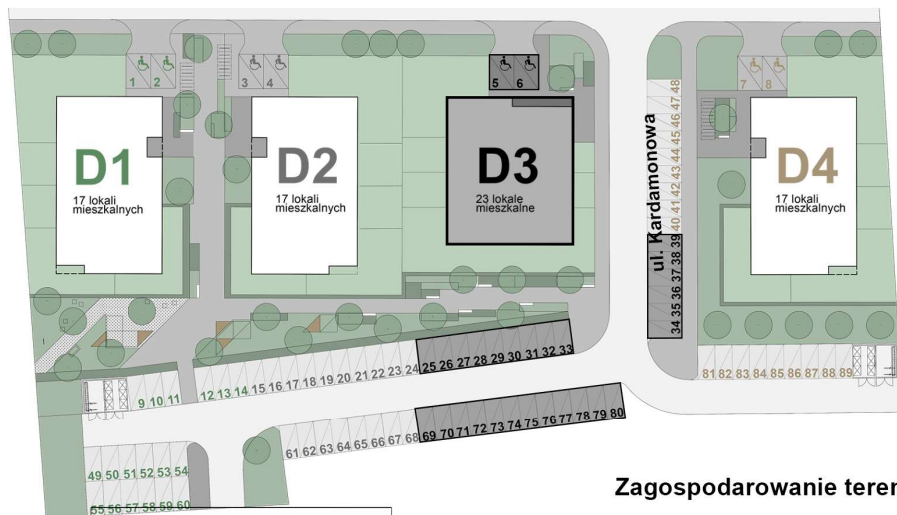 1 2
3 4
5 6
7 8
D1
17 lokali
mieszkalnych
D2
17 lokali
mieszkalnych
D3
23 lokale
mieszkalne
D4
17 lokali
mieszkalnych
ul. Kardamonowa
34 35 36 37 38 39 40 41 42 43 44 45 46 47 48
9 10 11
12 13 14 15 16 17 18 19 20 21 22 23 24 25 26 27 28 29 30 31 32 33
81 82 83 84 85 86 87 88 89
61 62 63 64 65 66 67 68 69 70 71 72 73 74 75 76 77 78 79 80
49 50 51 52 53 54
55 56 57 58 59 60
Zagospodarowanie teren